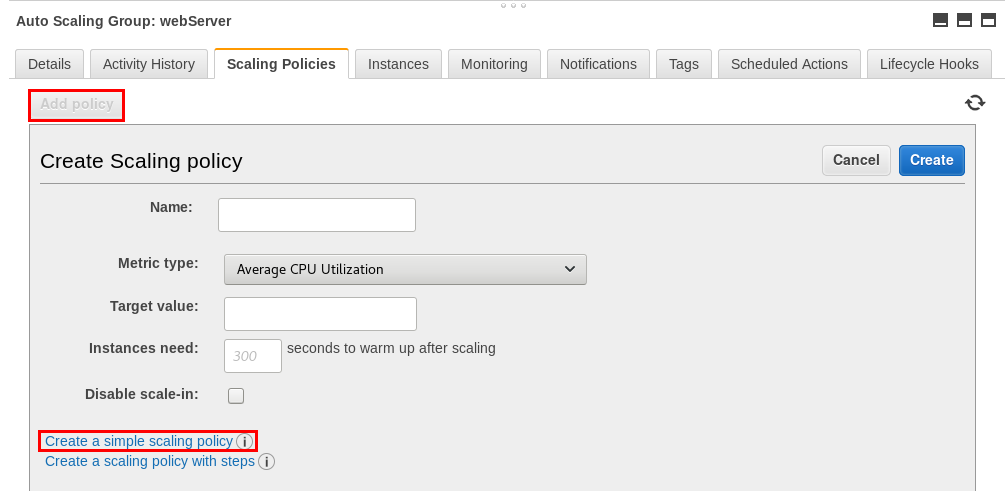 Auto Scaling Group: webServer
Details Activity History Scaling Policies Instances Monitoring Notifications Tags Scheduled Actions Lifecycle Hooks
Add policy
Create Scaling policy Cancel Create
Name:
Metric type: Average CPU Utilization
Target value:
Instances need: 300 seconds to warm up after scaling
Disable scale-in:
Create a simple scaling policy i
Create a scaling policy with steps i